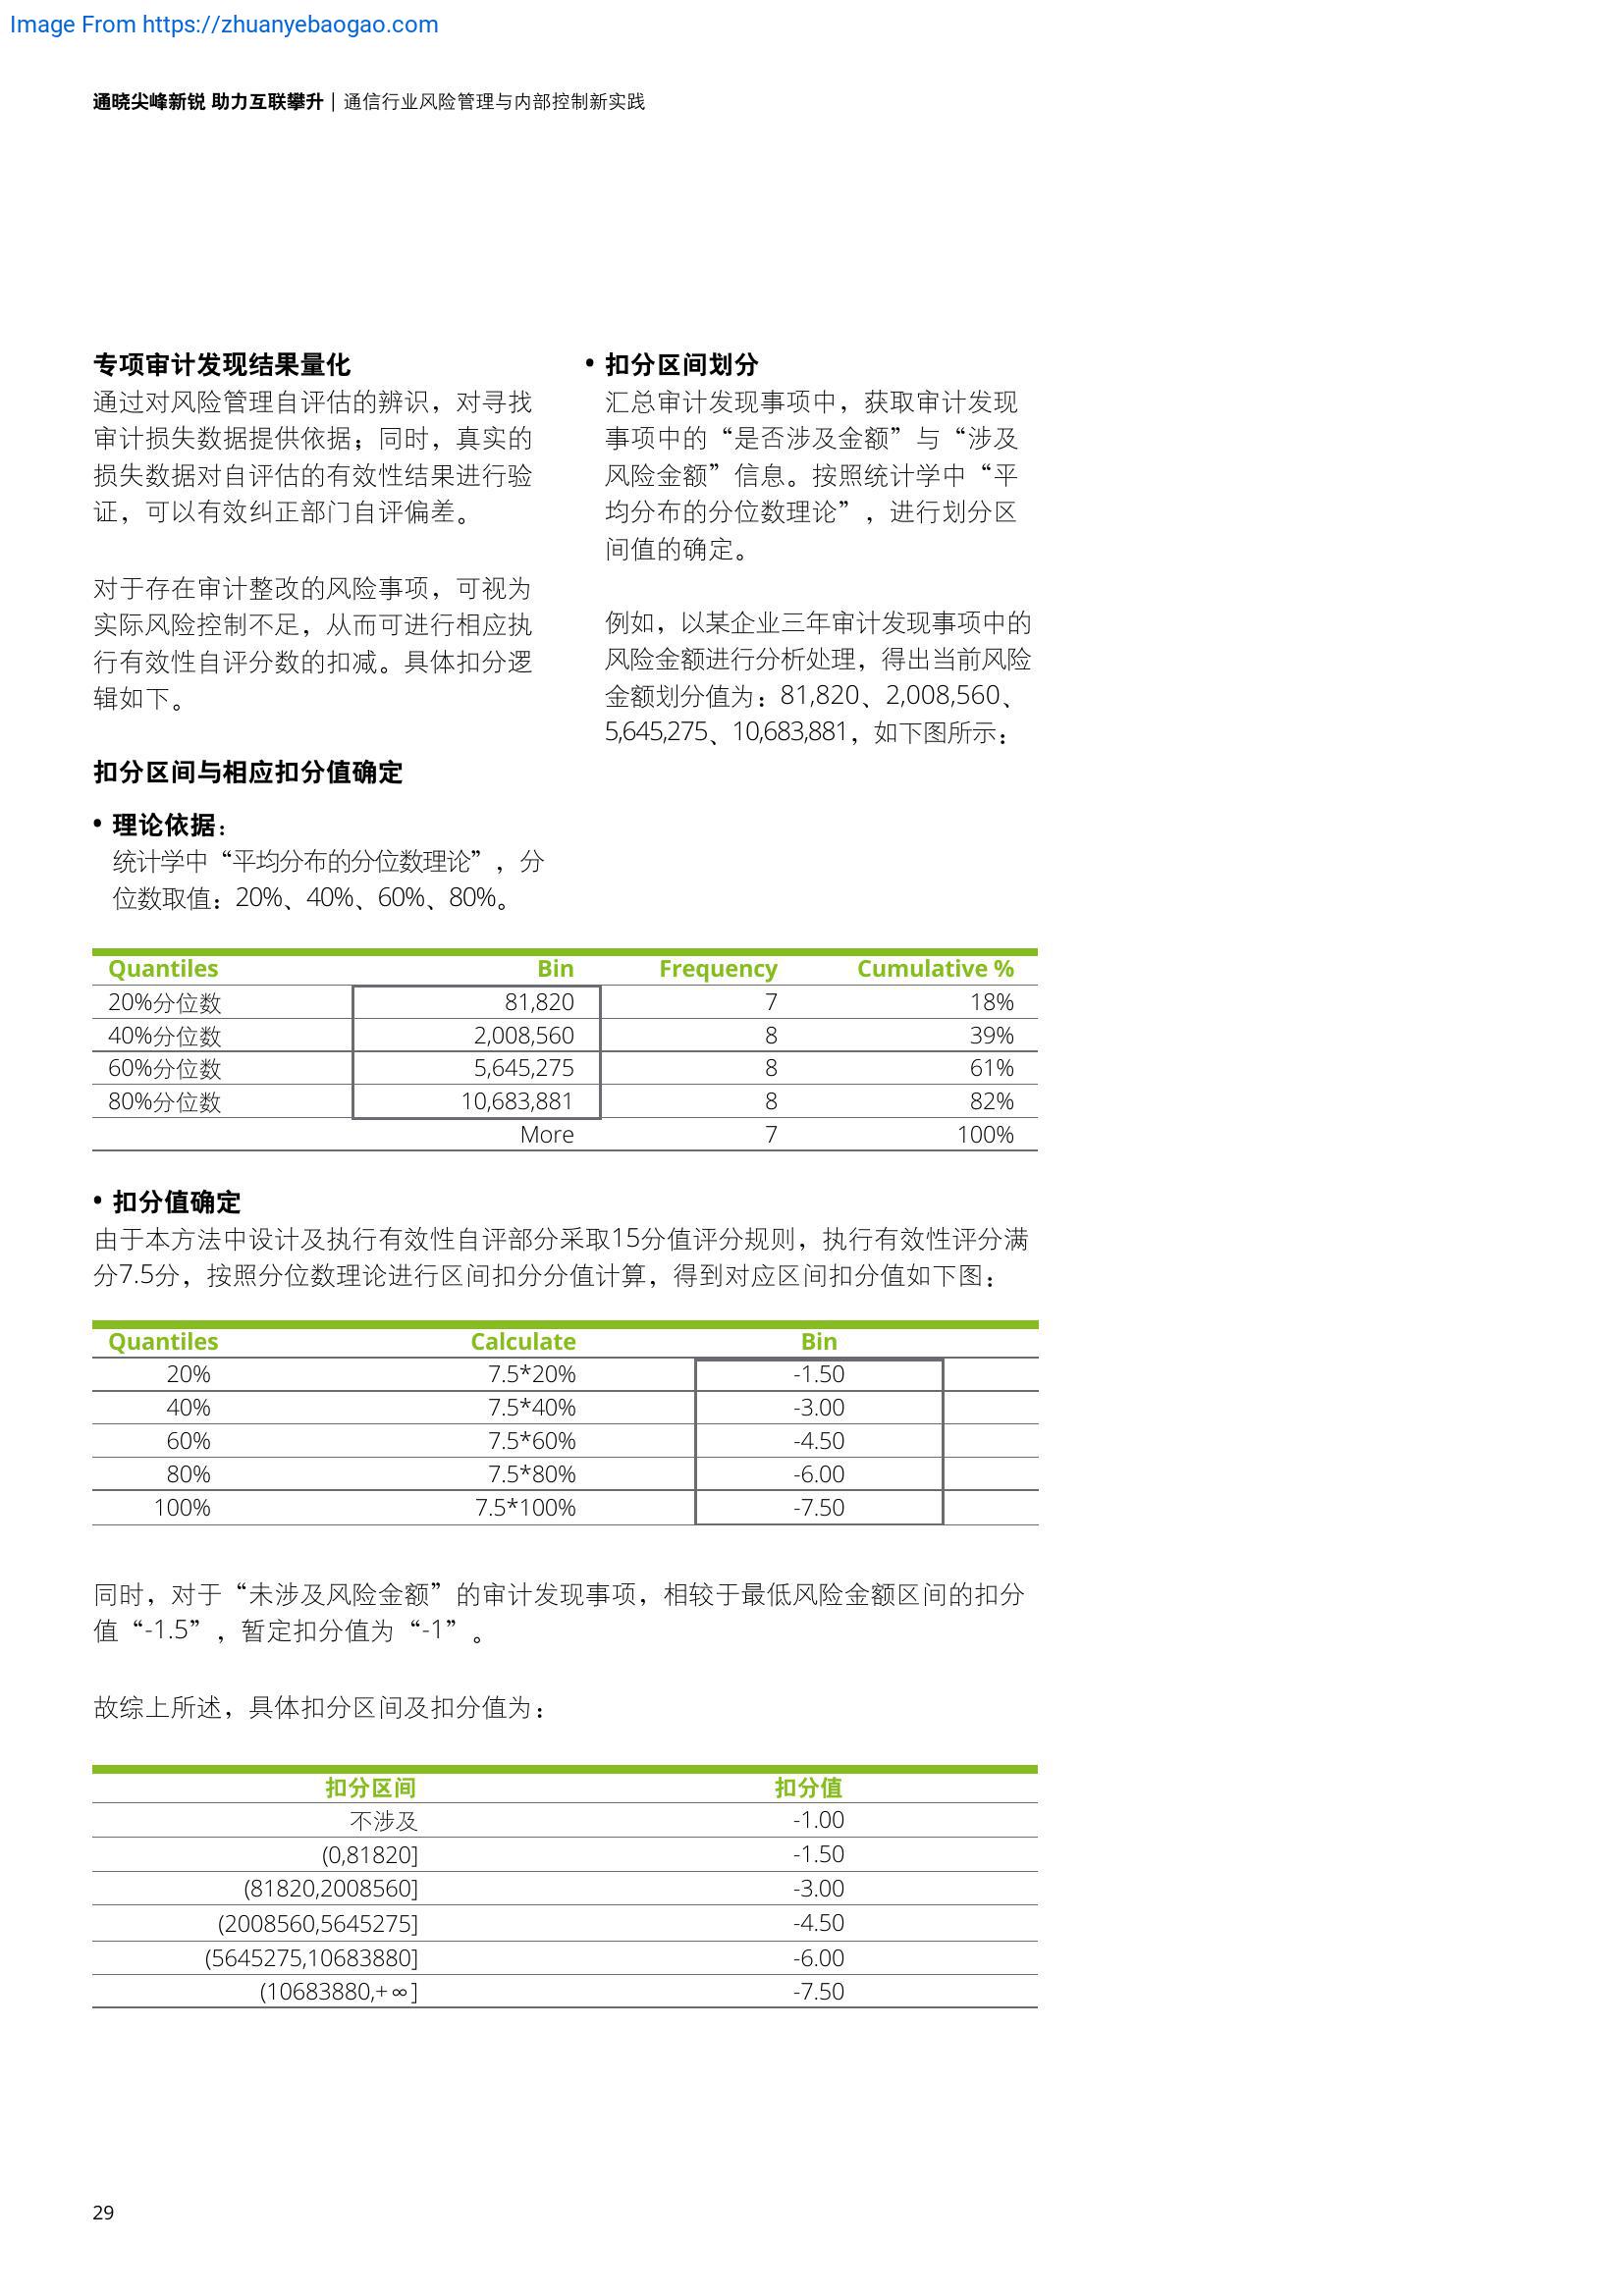 Image From https://zhuanyebaogao.com
通晓尖峰新锐 助力互联攀升 | 通信行业风险管理与内部控制新实践
专项审计发现结果量化
通过对风险管理自评估的辨识，对寻找
审计损失数据提供依据；同时，真实的
损失数据对自评估的有效性结果进行验
证，可以有效纠正部门自评偏差。
对于存在审计整改的风险事项，可视为
实际风险控制不足，从而可进行相应执
行有效性自评分数的扣减。具体扣分逻
辑如下。
扣分区间与相应扣分值确定
• 理论依据：
统计学中“平均分布的分位数理论”，分
位数取值：20%、40%、60%、80%。
• 扣分区间划分
汇总审计发现事项中，获取审计发现
事项中的“是否涉及金额”与“涉及
风险金额”信息。按照统计学中“平
均分布的分位数理论”，进行划分区
间值的确定。
例如，以某企业三年审计发现事项中的
风险金额进行分析处理，得出当前风险
金额划分值为：81,820、2,008,560、
5,645,275、10,683,881，如下图所示：
Quantiles Bin Frequency Cumulative %
20%分位数 81,820 7 18%
40%分位数 2,008,560 8 39%
60%分位数 5,645,275 8 61%
80%分位数 10,683,881 8 82%
More 7 100%
• 扣分值确定
由于本方法中设计及执行有效性自评部分采取15分值评分规则，执行有效性评分满
分7.5分，按照分位数理论进行区间扣分分值计算，得到对应区间扣分值如下图：
Quantiles Calculate Bin
20% 7.5*20% -1.50
40% 7.5*40% -3.00
60% 7.5*60% -4.50
80% 7.5*80% -6.00
100% 7.5*100% -7.50
同时，对于“未涉及风险金额”的审计发现事项，相较于最低风险金额区间的扣分
值“-1.5”，暂定扣分值为“-1”。
故综上所述，具体扣分区间及扣分值为：
扣分区间 扣分值
不涉及 -1.00
(0,81820] -1.50
(81820,2008560] -3.00
(2008560,5645275] -4.50
(5645275,10683880] -6.00
(10683880,+∞] -7.50
29